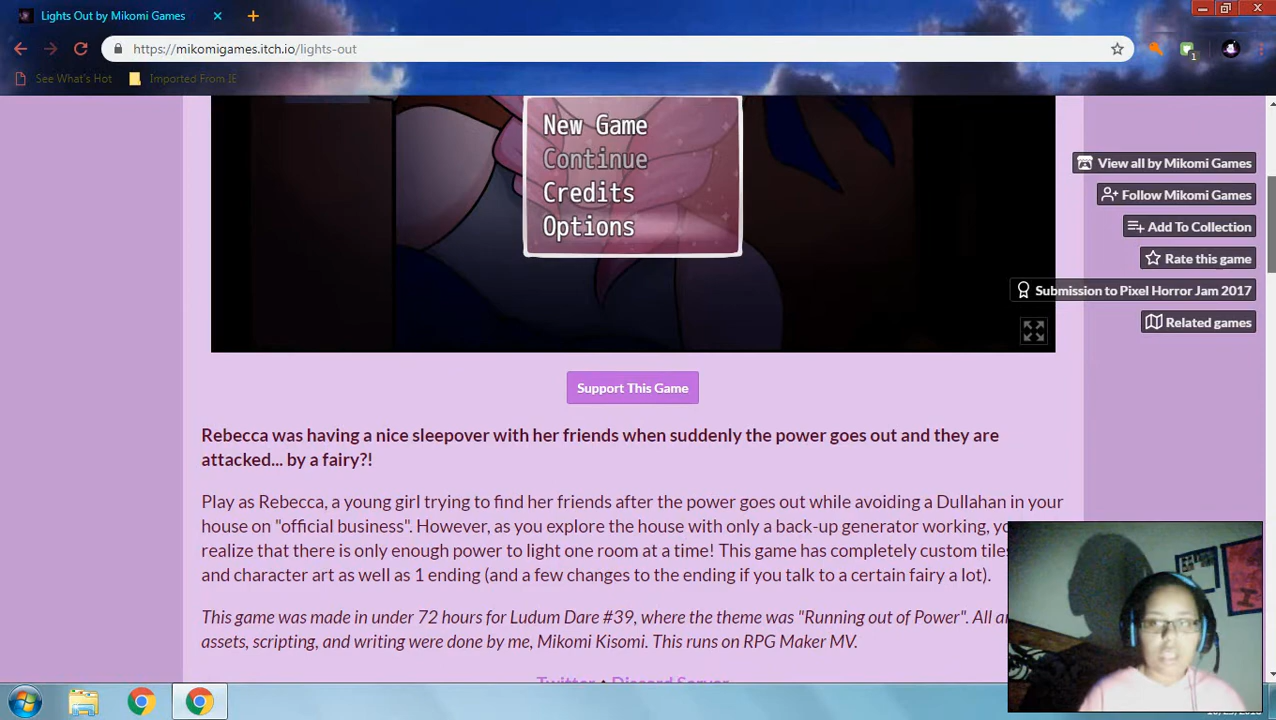 Lights Out by Mikomi Games
https://mikomigames.itch.io/lights-out
See What's Hot
Imported From IE
1
New Game
Continue
Credits
Options
View all by Mikomi Games
Follow Mikomi Games
Add To Collection
Rate this game
Submission to Pixel Horror Jam 2017
Related games
Support This Game
Rebecca was having a nice sleepover with her friends when suddenly the power goes out and they are
attacked... by a fairy?!
Play as Rebecca, a young girl trying to find her friends after the power goes out while avoiding a Dullahan in your
house on "official business". However, as you explore the house with only a back-up generator working,
realize that there is only enough power to light one room at a time! This game has completely custom tiles
and character art as well as 1 ending (and a few changes to the ending if you talk to a certain fairy a lot).
This game was made in under 72 hours for Ludum Dare #39, where the theme was "Running out of Power". All
assets, scripting, and writing were done by me, Mikomi Kisomi. This runs on RPG Maker MV.
Twitter • Discord Server